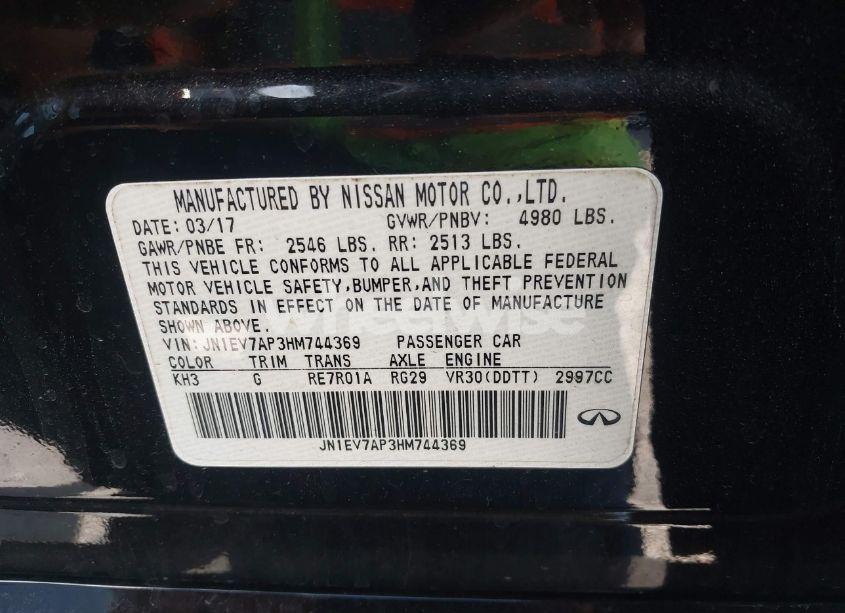 MANUFACTURED BY NISSAN MOTOR CO.,LTD.
DATE: 03/17 GVWR/PNBV: 4980 LBS.
GAWR/PNBE FR: 2546 LBS. RR: 2513 LBS.
THIS VEHICLE CONFORMS TO ALL APPLICABLE FEDERAL
MOTOR VEHICLE SAFETY,BUMPER,AND THEFT PREVENTION
STANDARDS IN EFFECT ON THE DATE OF MANUFACTURE
SHOWN ABOVE.
VIN:JN1EV7AP3HM744369 PASSENGER CAR
COLOR TRIM TRANS AXLE ENGINE
KH3 G RE7R01A RG29 VR30(DDTT) 2997CC
JN1EV7AP3HM744369